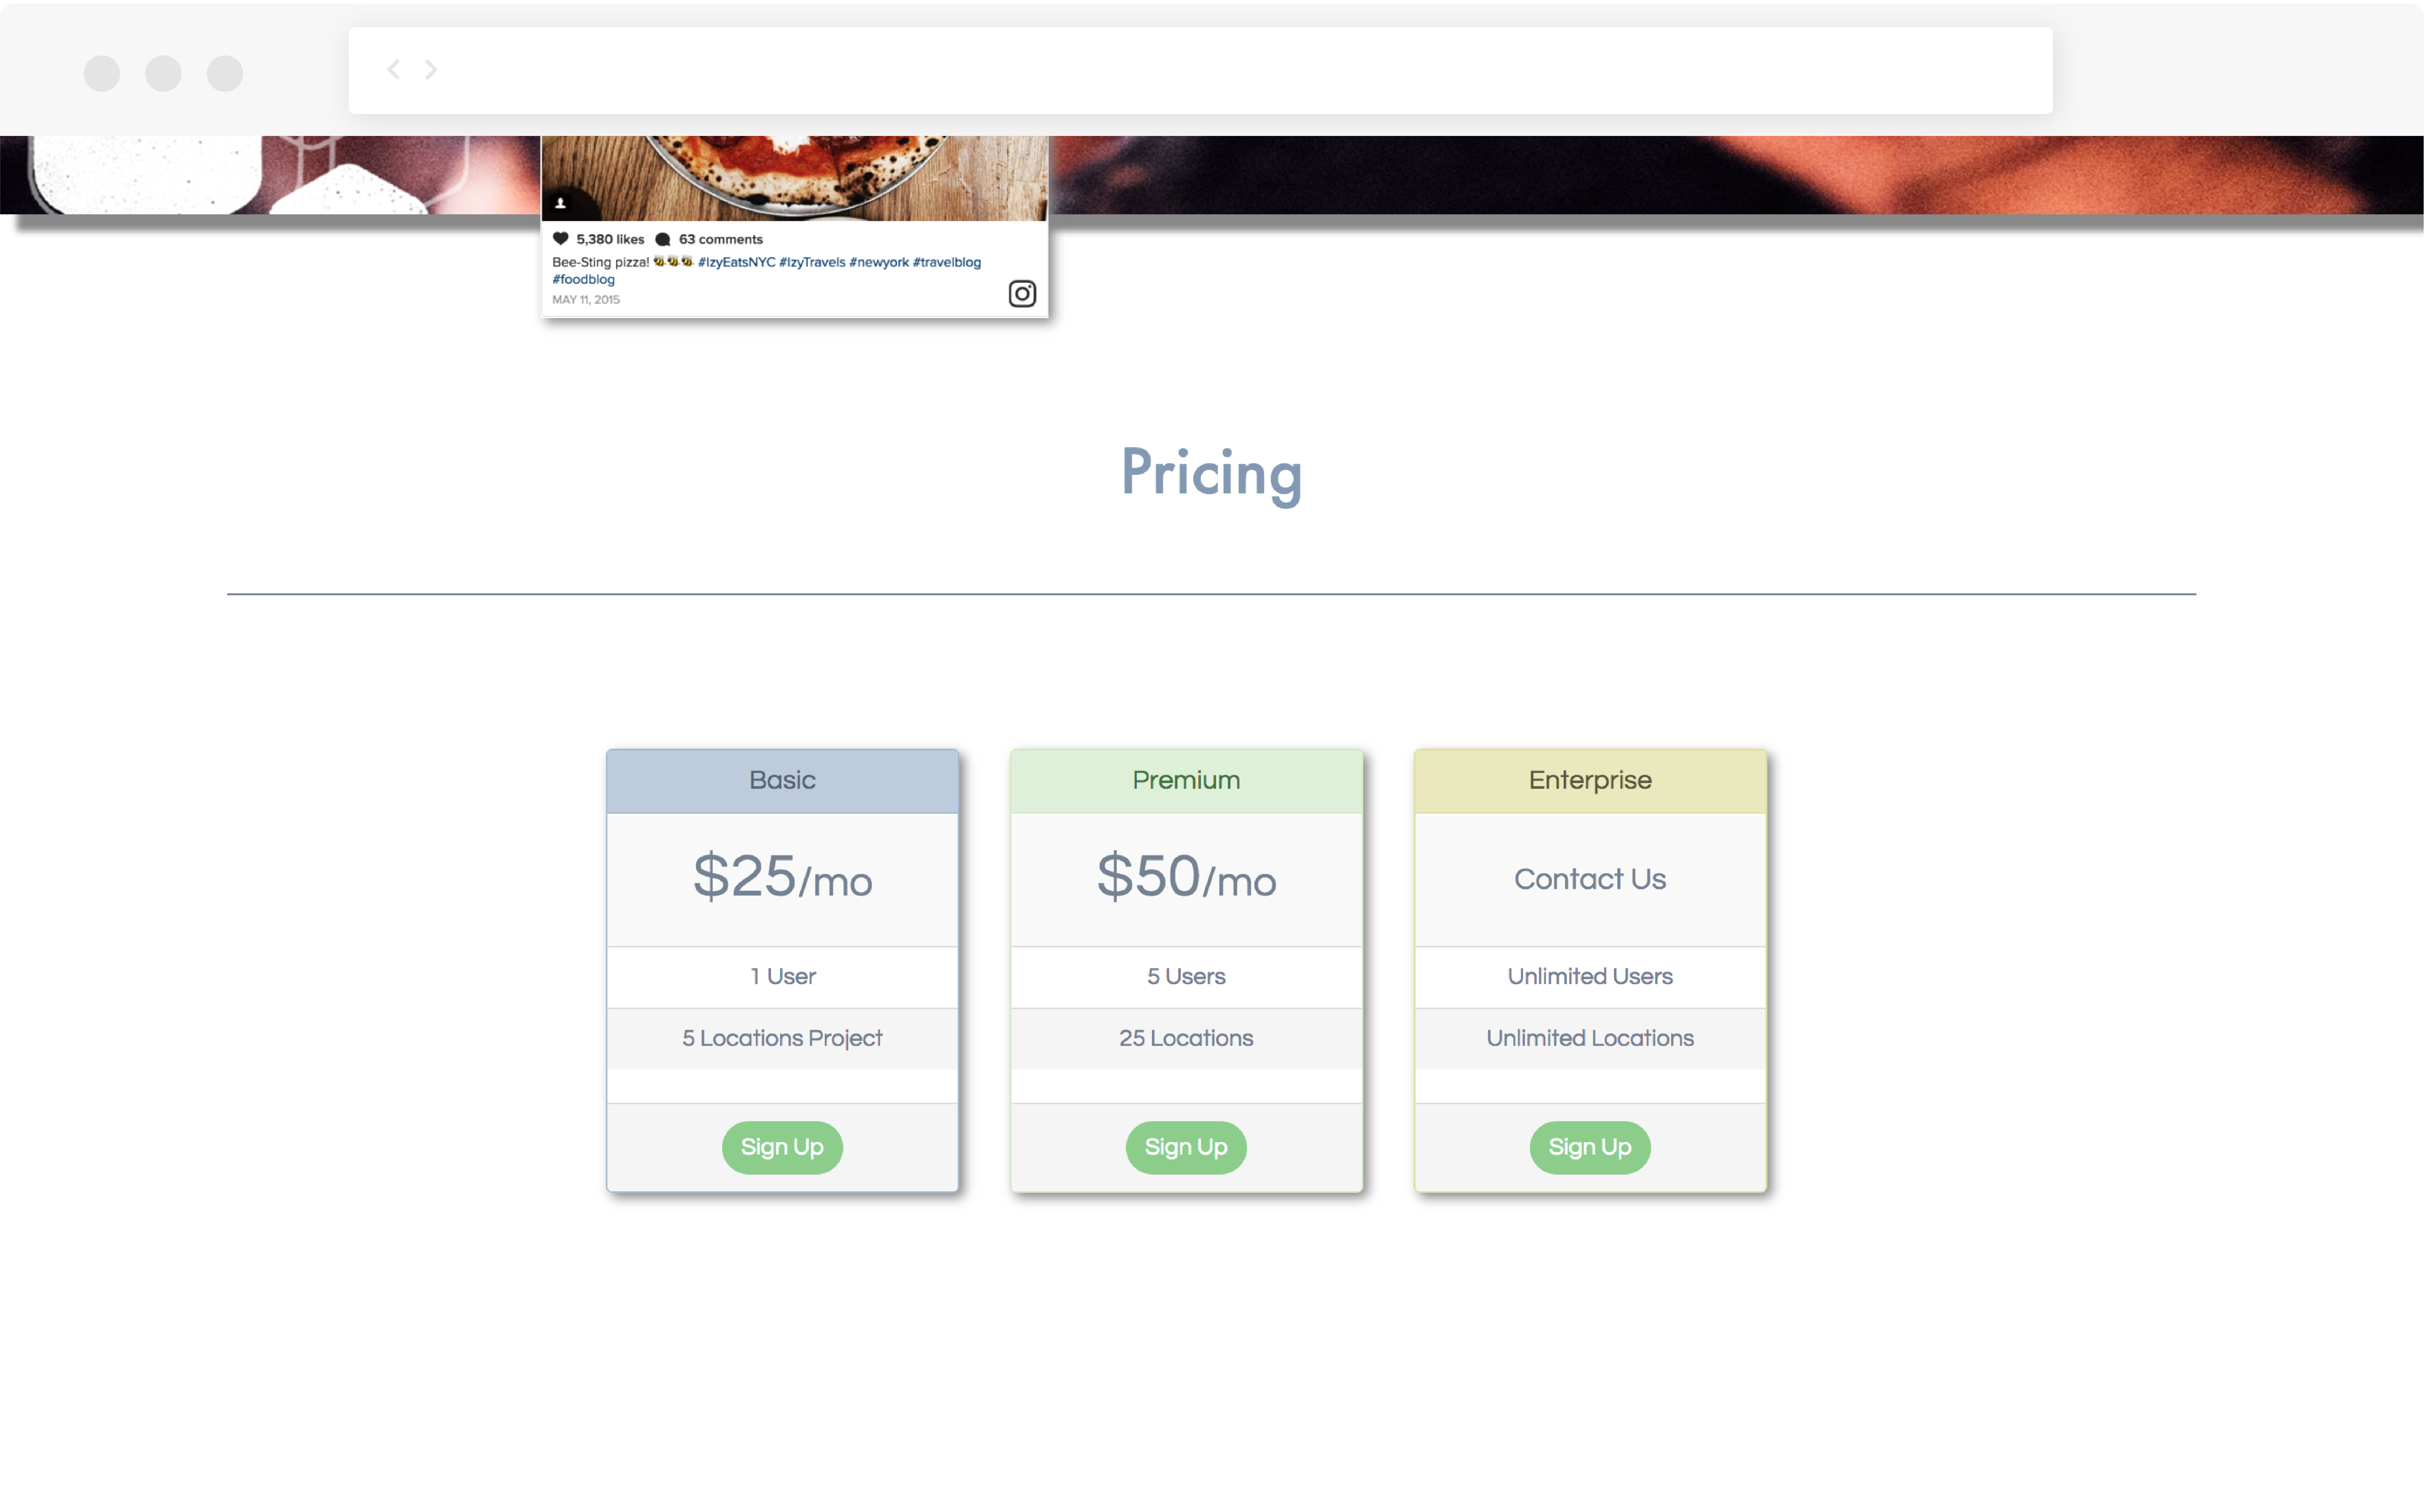 5,380 likes 63 comments
Bee-Sting pizza! 🐝🐝🐝 #IzyEatsNYC #IzyTravels #newyork #travelblog
#foodblog
MAY 11, 2015
Pricing
Basic
$25/mo
1 User
5 Locations Project
Sign Up
Premium
$50/mo
5 Users
25 Locations
Sign Up
Enterprise
Contact Us
Unlimited Users
Unlimited Locations
Sign Up